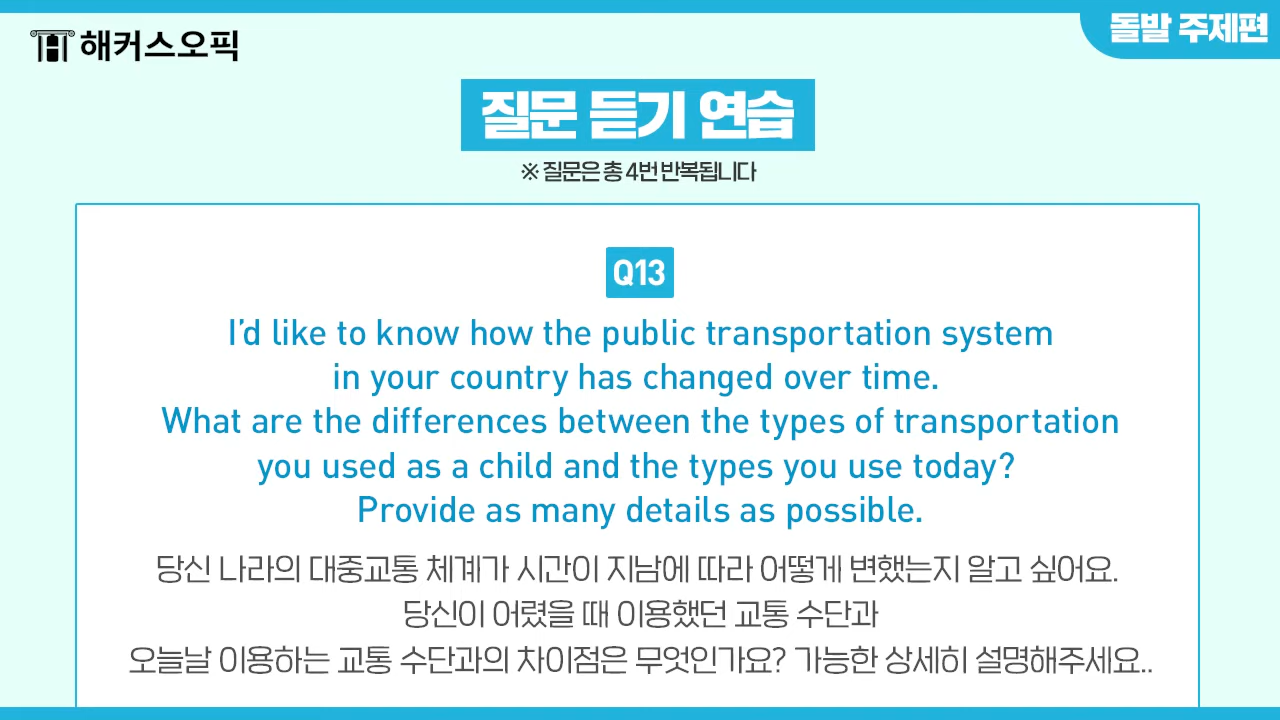 해커스오픽
돌발 주제편
질문 듣기 연습
※ 질문은 총 4번 반복됩니다
Q13
I’d like to know how the public transportation system
in your country has changed over time.
What are the differences between the types of transportation
you used as a child and the types you use today?
Provide as many details as possible.
당신 나라의 대중교통 체계가 시간이 지남에 따라 어떻게 변했는지 알고 싶어요.
당신이 어렸을 때 이용했던 교통 수단과
오늘날 이용하는 교통 수단과의 차이점은 무엇인가요? 가능한 상세히 설명해주세요..